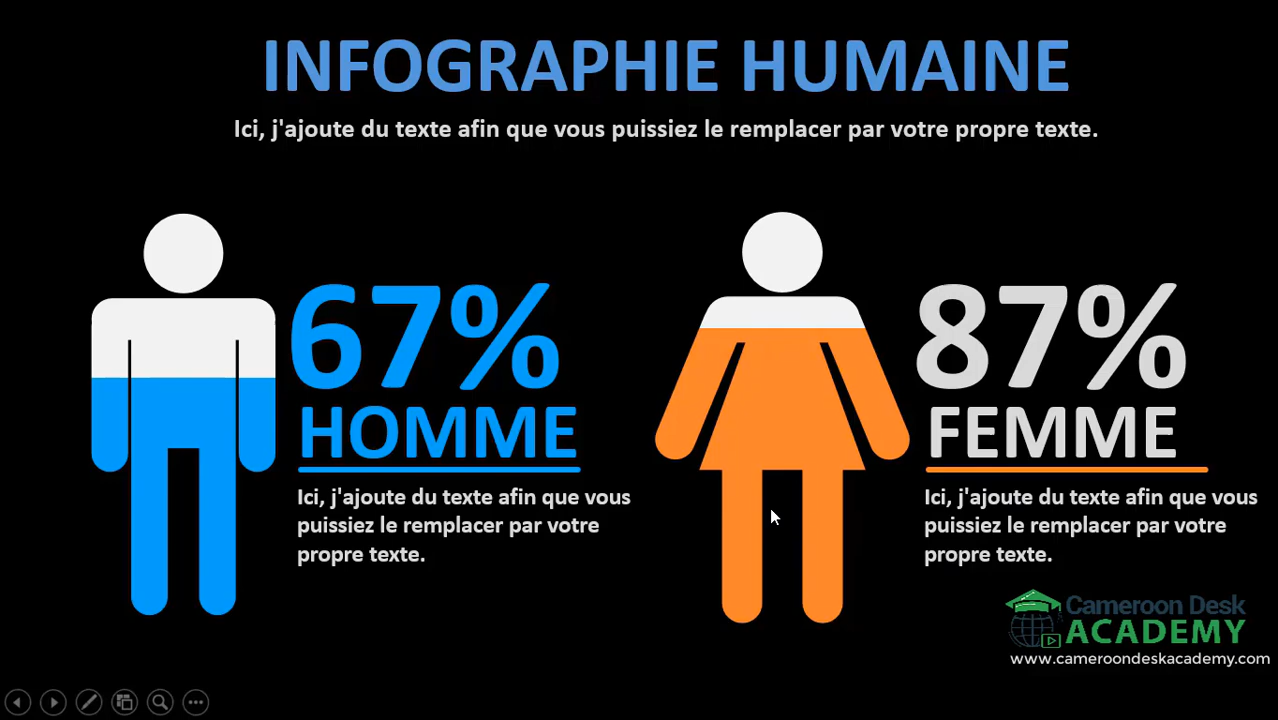 INFOGRAPHIE HUMAINE
Ici, j'ajoute du texte afin que vous puissiez le remplacer par votre propre texte.
67%
HOMME
Ici, j'ajoute du texte afin que vous
puissiez le remplacer par votre
propre texte.
87%
FEMME
Ici, j'ajoute du texte afin que vous
puissiez le remplacer par votre
propre texte.
Cameroon Desk
ACADEMY
www.cameroondeskacademy.com